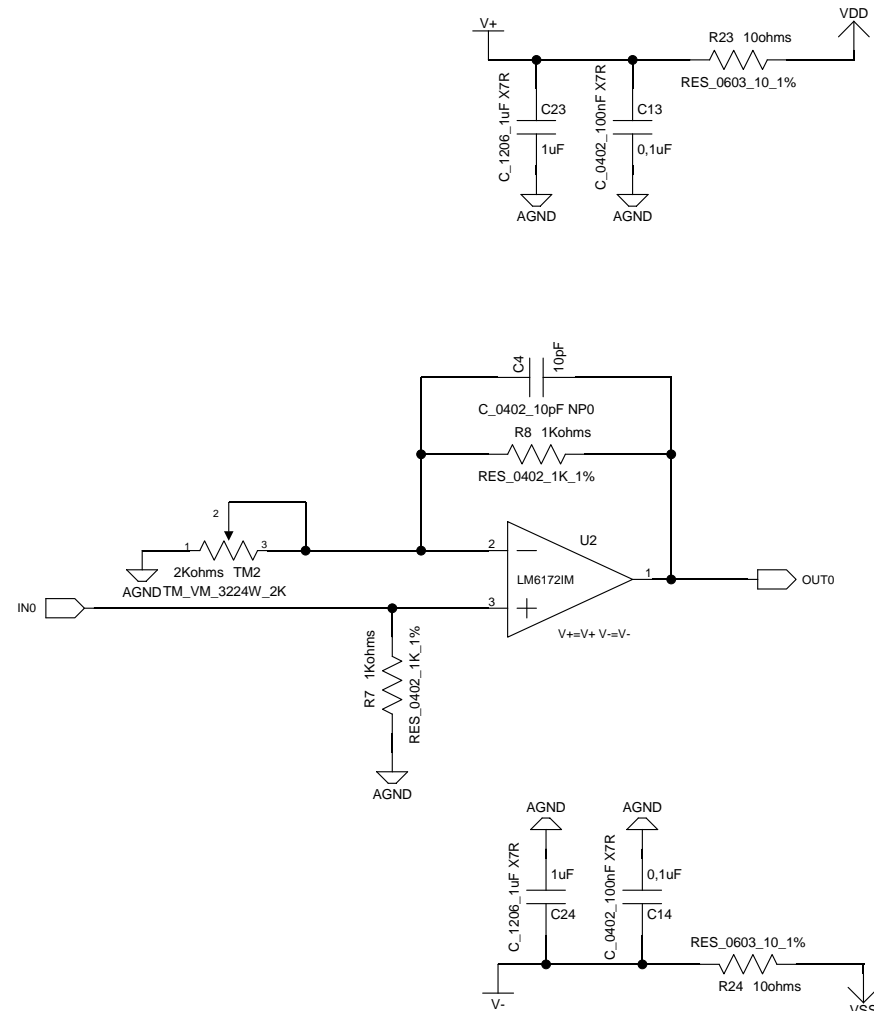 V+
VDD
R23 10ohms
RES_0603_10_1%
C_1206_1uF X7R
C23
1uF
C_0402_100nF X7R
C13
0,1uF
AGND
AGND
C4
10pF
C_0402_10pF NP0
R8 1Kohms
RES_0402_1K_1%
2
1
3
2Kohms TM2
TM_VM_3224W_2K
AGND
IN0
2
3
U2
LM6172IM
1
OUT0
V+=V+ V-=V-
R7 1Kohms
RES_0402_1K_1%
AGND
AGND
AGND
C_1206_1uF X7R
1uF
C24
C_0402_100nF X7R
0,1uF
C14
RES_0603_10_1%
R24 10ohms
V-
VSS